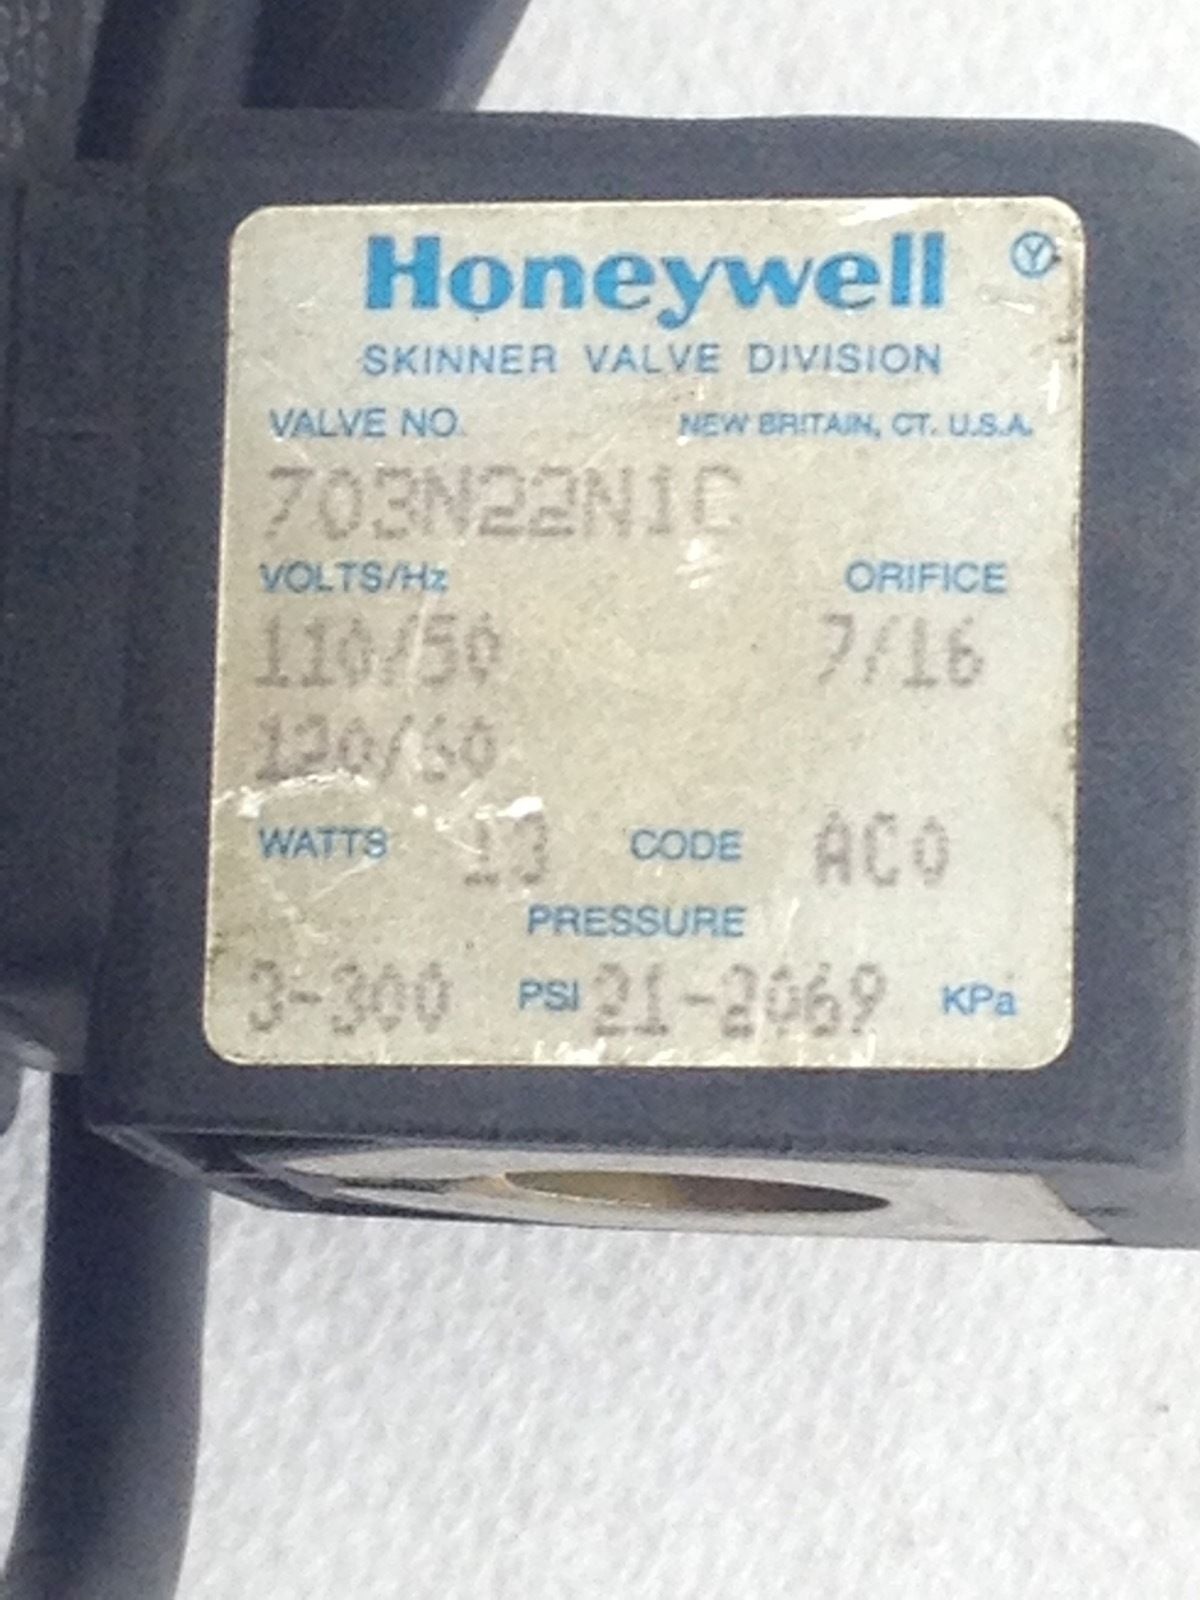 Honeywell Y
SKINNER VALVE DIVISION
VALVE NO. NEW BRITAIN, CT. U.S.A.
703N22N1C
VOLTS/Hz ORIFICE
110/50 7/16
120/60
WATTS 13 CODE AC0
PRESSURE
3-300 PSI 21-2069 KPa